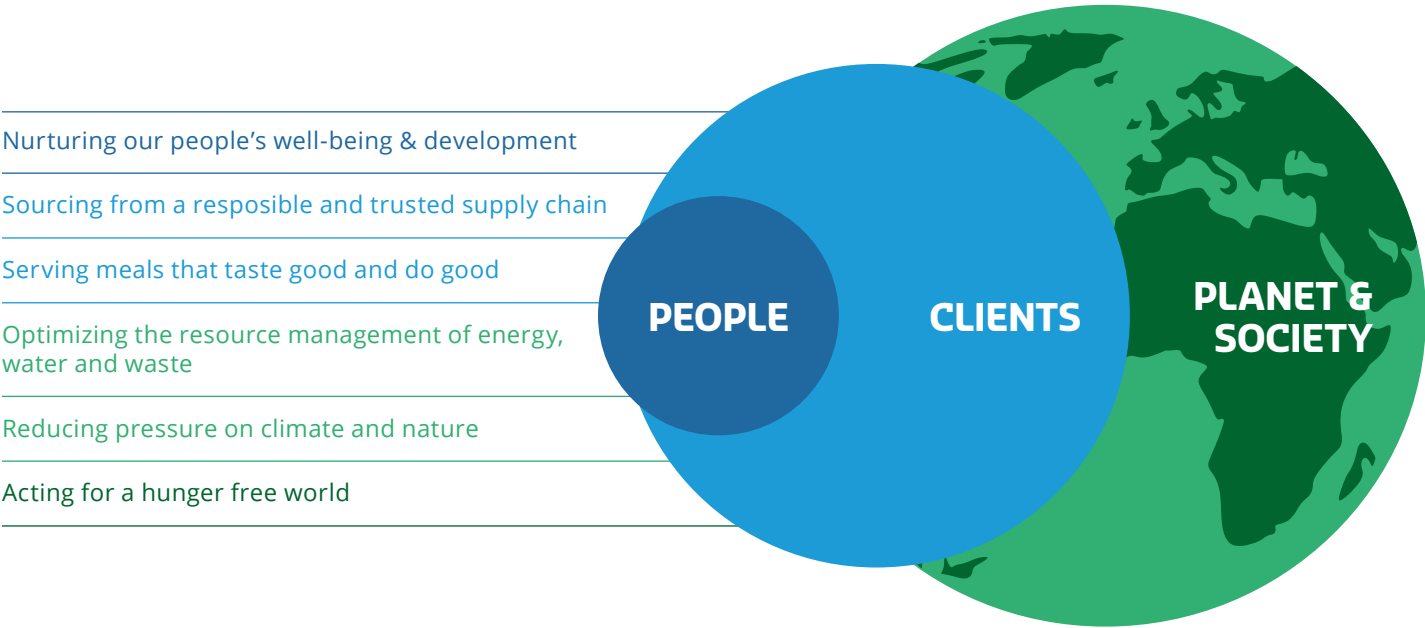 Nurturing our people’s well-being & development
Sourcing from a resposible and trusted supply chain
Serving meals that taste good and do good
Optimizing the resource management of energy,
water and waste
Reducing pressure on climate and nature
Acting for a hunger free world
PEOPLE
CLIENTS
PLANET &
SOCIETY